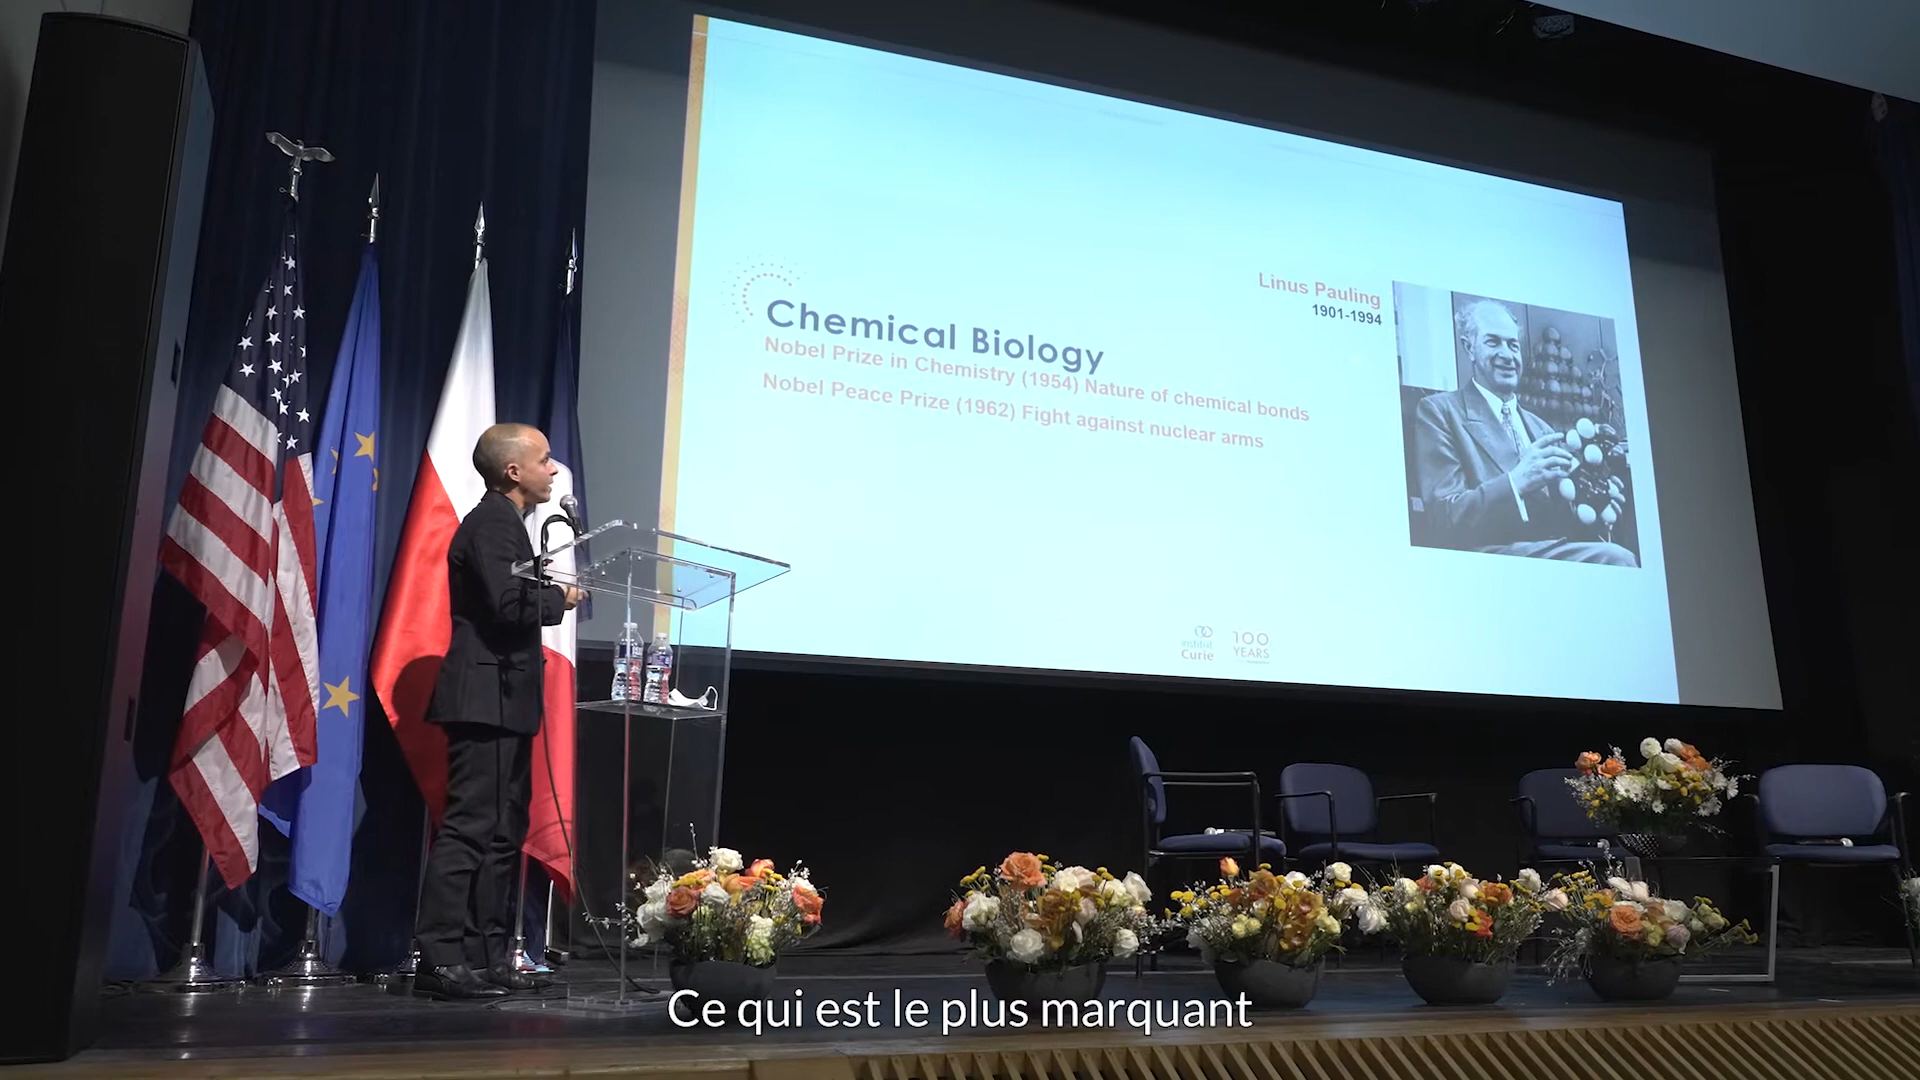 Linus Pauling
1901-1994
Chemical Biology
Nobel Prize in Chemistry (1954) Nature of chemical bonds
Nobel Peace Prize (1962) Fight against nuclear arms
institut
Curie
100
YEARS
Ce qui est le plus marquant